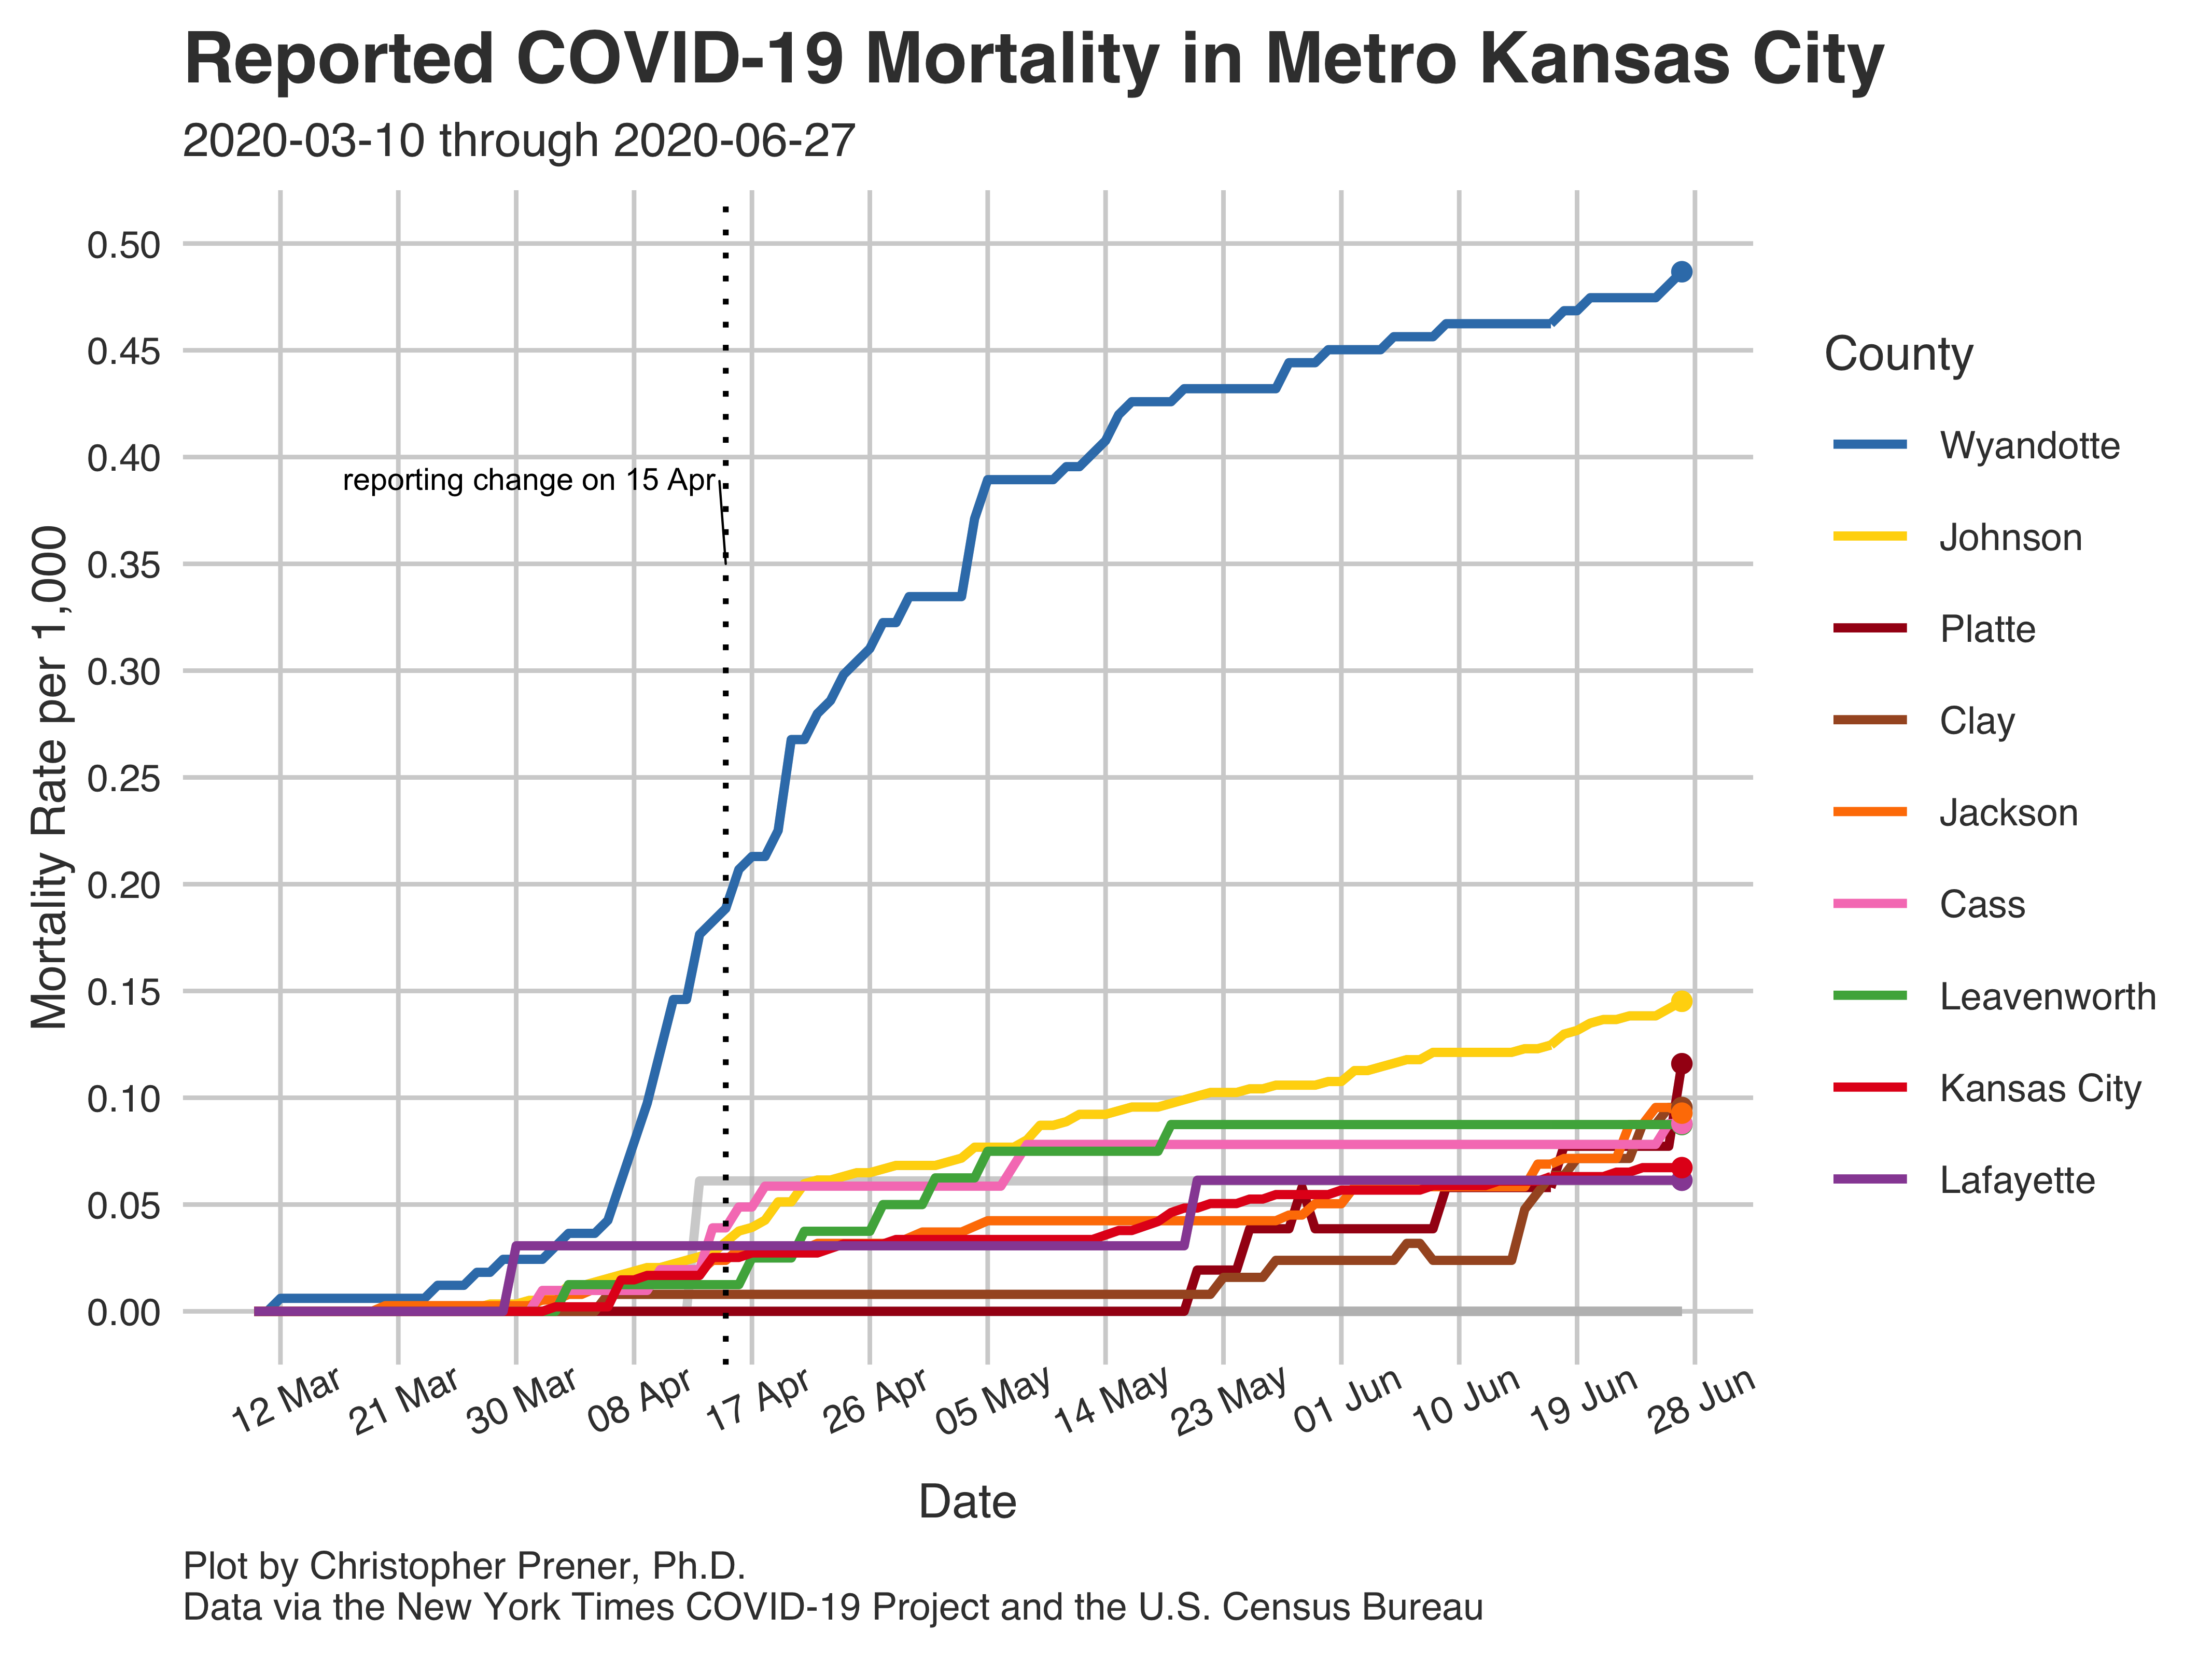 Reported COVID-19 Mortality in Metro Kansas City
2020-03-10 through 2020-06-27
Mortality Rate per 1,000
0.50
0.45
0.40
0.35
0.30
0.25
0.20
0.15
0.10
0.05
0.00
reporting change on 15 Apr
12 Mar
21 Mar
30 Mar
08 Apr
17 Apr
26 Apr
05 May
14 May
23 May
01 Jun
10 Jun
19 Jun
28 Jun
Date
County
Wyandotte
Johnson
Platte
Clay
Jackson
Cass
Leavenworth
Kansas City
Lafayette
Plot by Christopher Prener, Ph.D.
Data via the New York Times COVID-19 Project and the U.S. Census Bureau